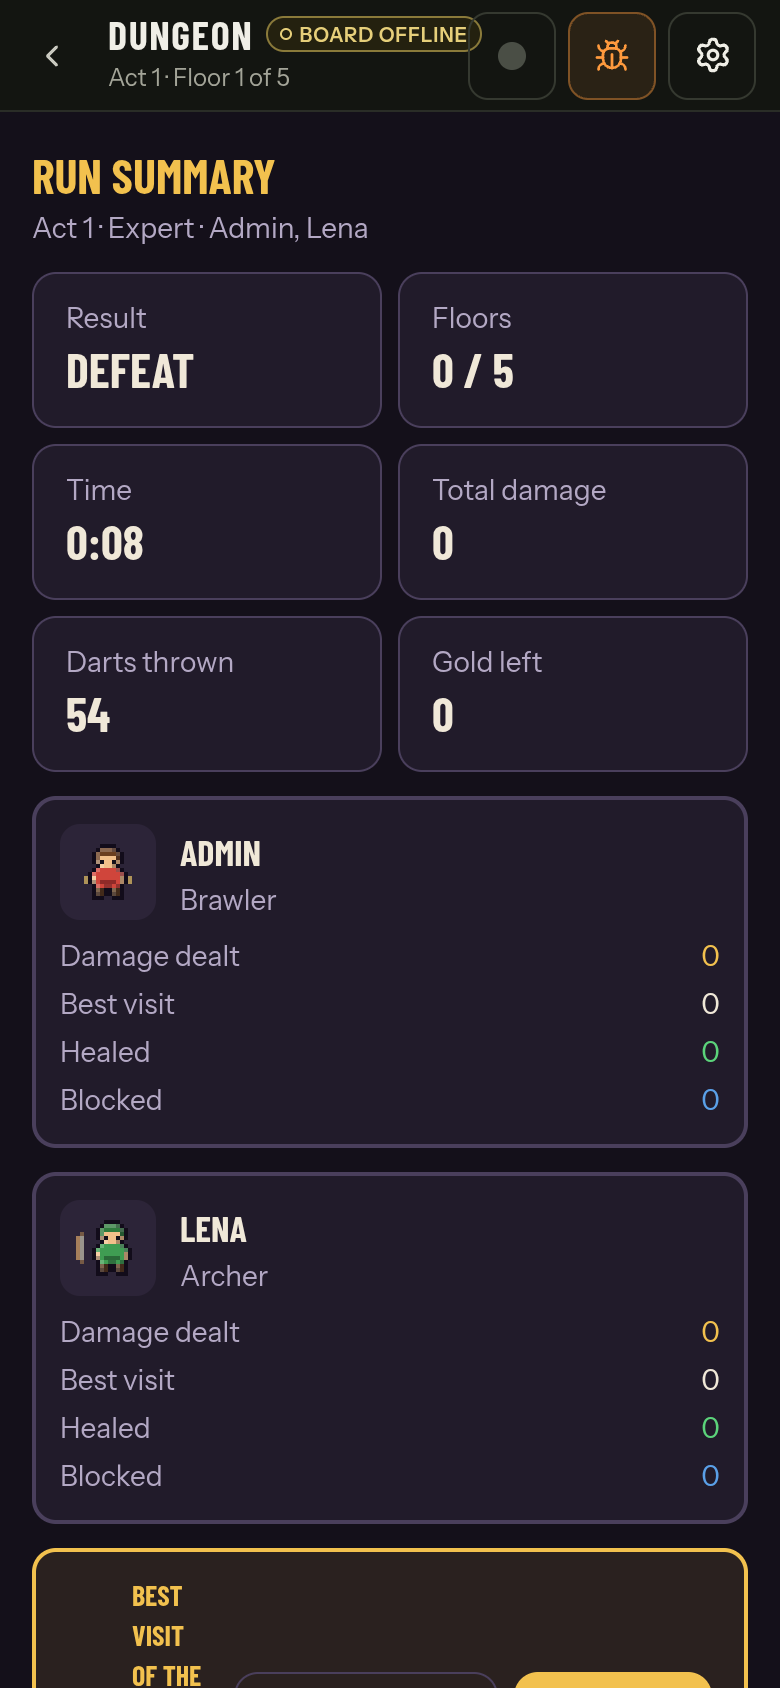 DUNGEON
BOARD OFFLINE
Act 1 · Floor 1 of 5
RUN SUMMARY
Act 1 · Expert · Admin, Lena
Result
DEFEAT
Floors
0 / 5
Time
0:08
Total damage
0
Darts thrown
54
Gold left
0
ADMIN
Brawler
Damage dealt 0
Best visit 0
Healed 0
Blocked 0
LENA
Archer
Damage dealt 0
Best visit 0
Healed 0
Blocked 0
BEST
VISIT
OF THE